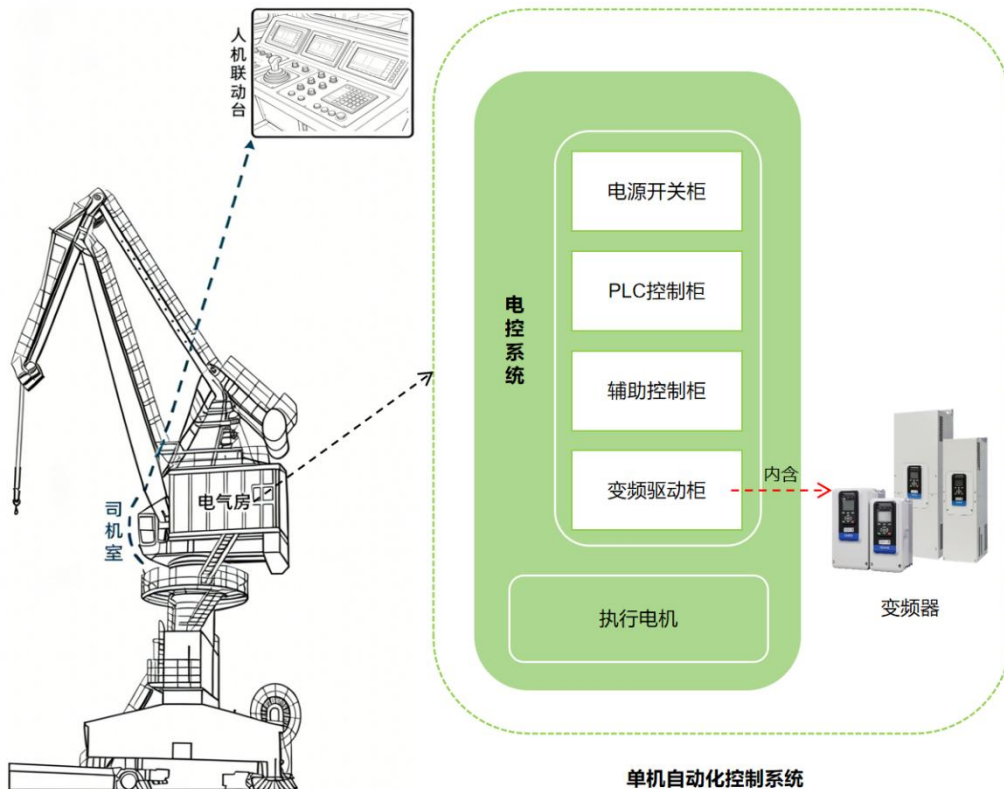 人机联动台
电控系统
电源开关柜
PLC控制柜
辅助控制柜
变频驱动柜
内含
变频器
执行电机
电气房
司机室
单机自动化控制系统